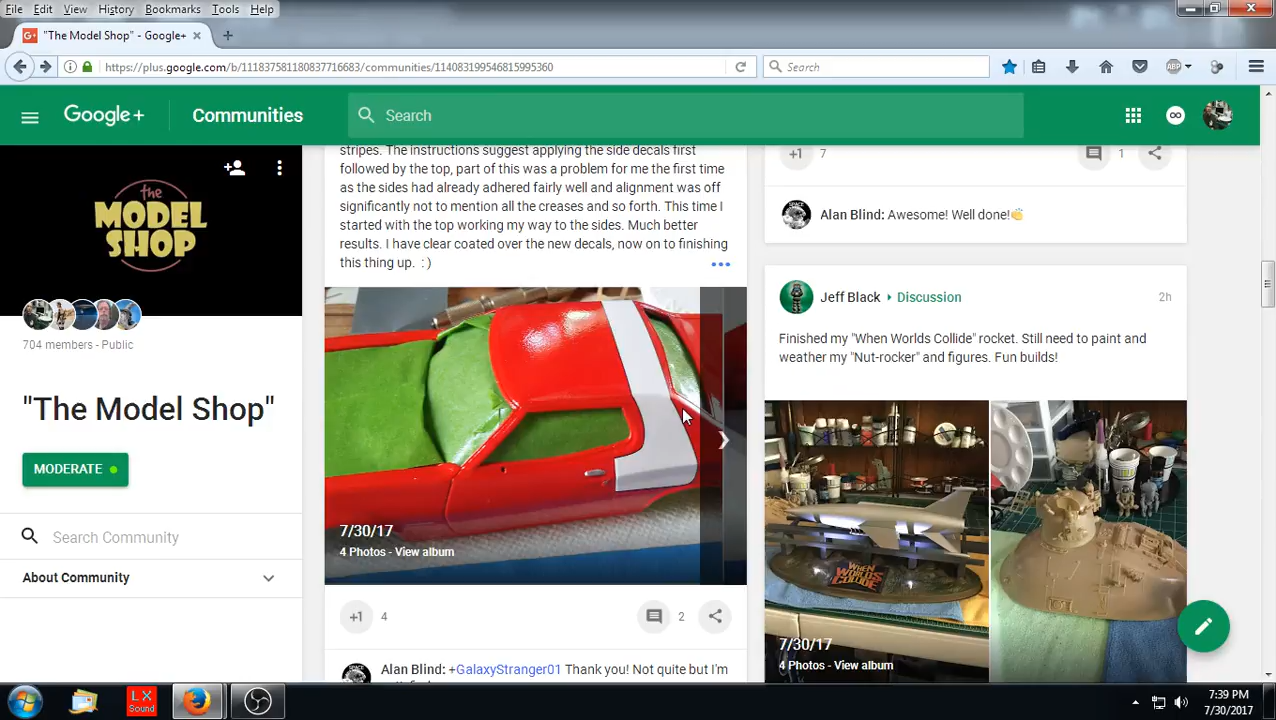 File Edit View History Bookmarks Tools Help
"The Model Shop" - Google+
https://plus.google.com/b/111837581180837716683/communities/114083199546815995360
Search
Google+ Communities Search
the
MODEL
SHOP
704 members - Public
"The Model Shop"
MODERATE
Search Community
About Community
stripes. The instructions suggest applying the side decals first
followed by the top, part of this was a problem for me the first time
as the sides had already adhered fairly well and alignment was off
significantly not to mention all the creases and so forth. This time I
started with the top working my way to the sides. Much better
results. I have clear coated over the new decals, now on to finishing
this thing up. : )
7/30/17
4 Photos - View album
+1 4 2
Alan Blind: +GalaxyStranger01 Thank you! Not quite but I'm
+1 7 1
Alan Blind: Awesome! Well done!👏
Jeff Black Discussion 2h
Finished my "When Worlds Collide" rocket. Still need to paint and
weather my "Nut-rocker" and figures. Fun builds!
WHEN
WORLDS
COLLIDE
7/30/17
4 Photos - View album
LX
Sound
7:39 PM
7/30/2017